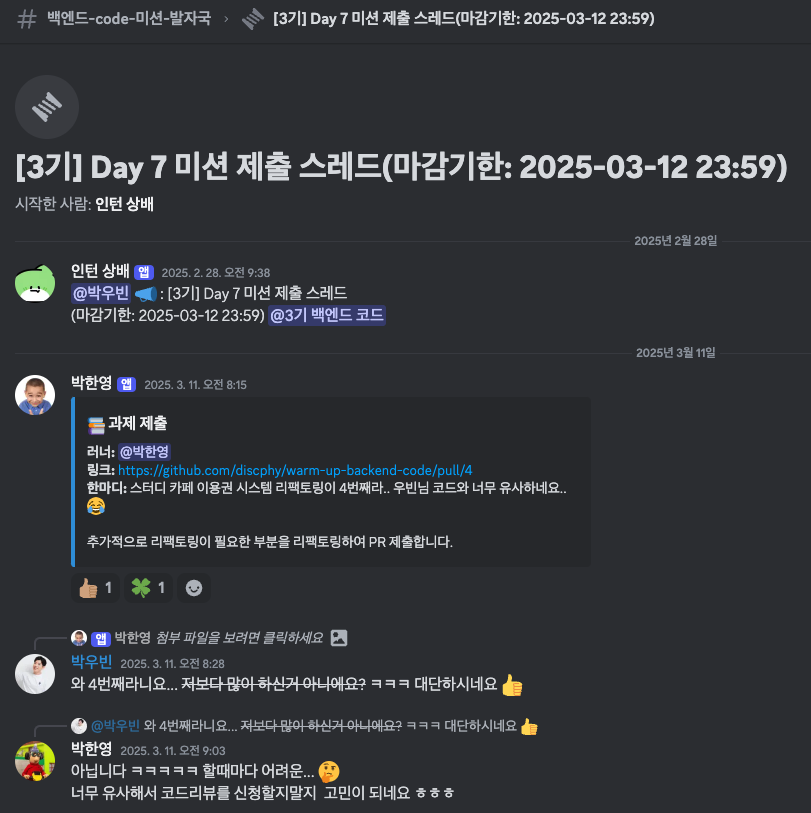 백엔드-code-미션-발자국 › [3기] Day 7 미션 제출 스레드(마감기한: 2025-03-12 23:59)
[3기] Day 7 미션 제출 스레드(마감기한: 2025-03-12 23:59)
시작한 사람: 인턴 상배
2025년 2월 28일
인턴 상배 앱 2025. 2. 28. 오전 9:38
@박우빈 📣 : [3기] Day 7 미션 제출 스레드
(마감기한: 2025-03-12 23:59) @3기 백엔드 코드
2025년 3월 11일
박한영 앱 2025. 3. 11. 오전 8:15
📚 과제 제출
러너: @박한영
링크: https://github.com/discphy/warm-up-backend-code/pull/4
한마디: 스터디 카페 이용권 시스템 리팩토링이 4번째라.. 우빈님 코드와 너무 유사하네요..
😂
추가적으로 리팩토링이 필요한 부분을 리팩토링하여 PR 제출합니다.
👍🏽 1 🍀 1
앱 박한영 첨부 파일을 보려면 클릭하세요
박우빈 2025. 3. 11. 오전 8:28
와 4번째라니요... 저보다 많이 하신거 아니에요? ㅋㅋㅋ 대단하시네요 👍
@박우빈 와 4번째라니요... 저보다 많이 하신거 아니에요? ㅋㅋㅋ 대단하시네요 👍
박한영 2025. 3. 11. 오전 9:03
아닙니다 ㅋㅋㅋㅋㅋ 할때마다 어려운... 🤔
너무 유사해서 코드리뷰를 신청할지말지 고민이 되네요 ㅎㅎㅎ